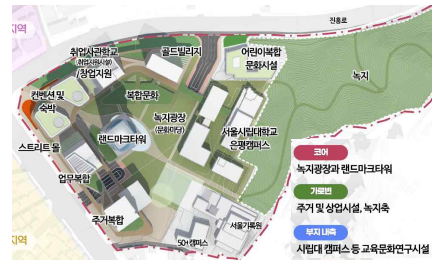 지역
진흥로
취업사관학교
(취업지원시설)
/창업지원
골드빌리지
어린이복합
문화시설
녹지
컨벤션 및
숙박
복합문화
녹지광장
(문화마당)
서울시립대학교
은평캠퍼스
랜드마크타워
스트리트 몰
업무복합
주거복합
서울기록원
50+캠퍼스
지역
코어
녹지광장과 랜드마크타워
가로변
주거 및 상업시설, 녹지축
부지 내측
시립대 캠퍼스 등 교육문화연구시설